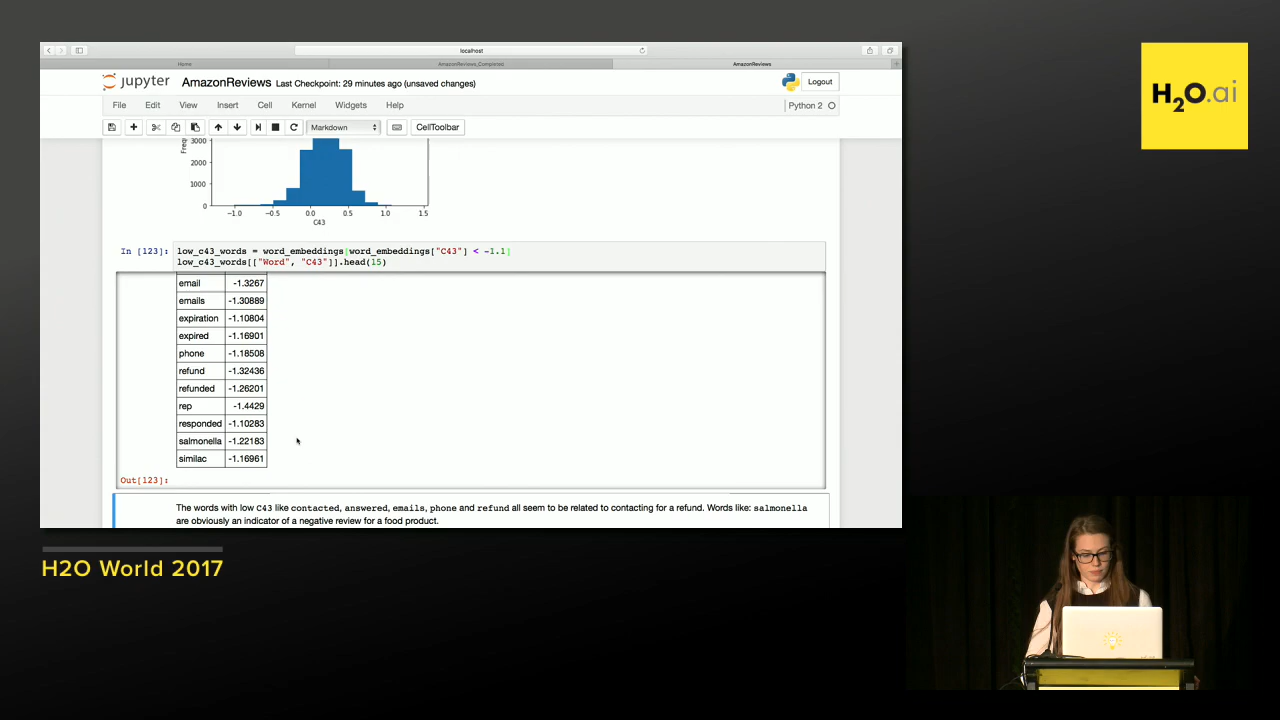 localhost
Home
AmazonReviews_Completed
AmazonReviews
jupyter AmazonReviews Last Checkpoint: 29 minutes ago (unsaved changes)
Logout
File Edit View Insert Cell Kernel Widgets Help
Python 2
Markdown
CellToolbar
3000
2000
1000
0
−1.0 −0.5 0.0 0.5 1.0 1.5
C43
In [123]: low_c43_words = word_embeddings[word_embeddings["C43"] < -1.1]
low_c43_words[["Word", "C43"]].head(15)
email -1.3267
emails -1.30889
expiration -1.10804
expired -1.16901
phone -1.18508
refund -1.32436
refunded -1.26201
rep -1.4429
responded -1.10283
salmonella -1.22183
similac -1.16961
Out[123]:
The words with low C43 like contacted, answered, emails, phone and refund all seem to be related to contacting for a refund. Words like: salmonella
are obviously an indicator of a negative review for a food product.
H2O.ai
H2O World 2017